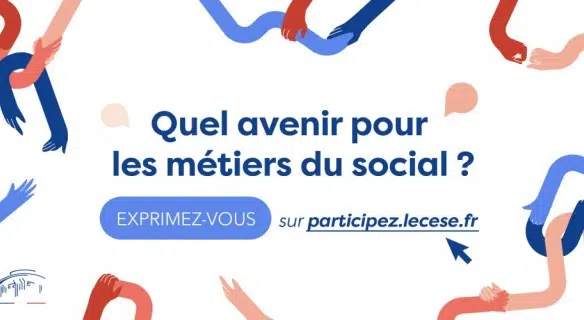 Quel avenir pour
les métiers du social ?
EXPRIMEZ-VOUS sur participez.lecese.fr